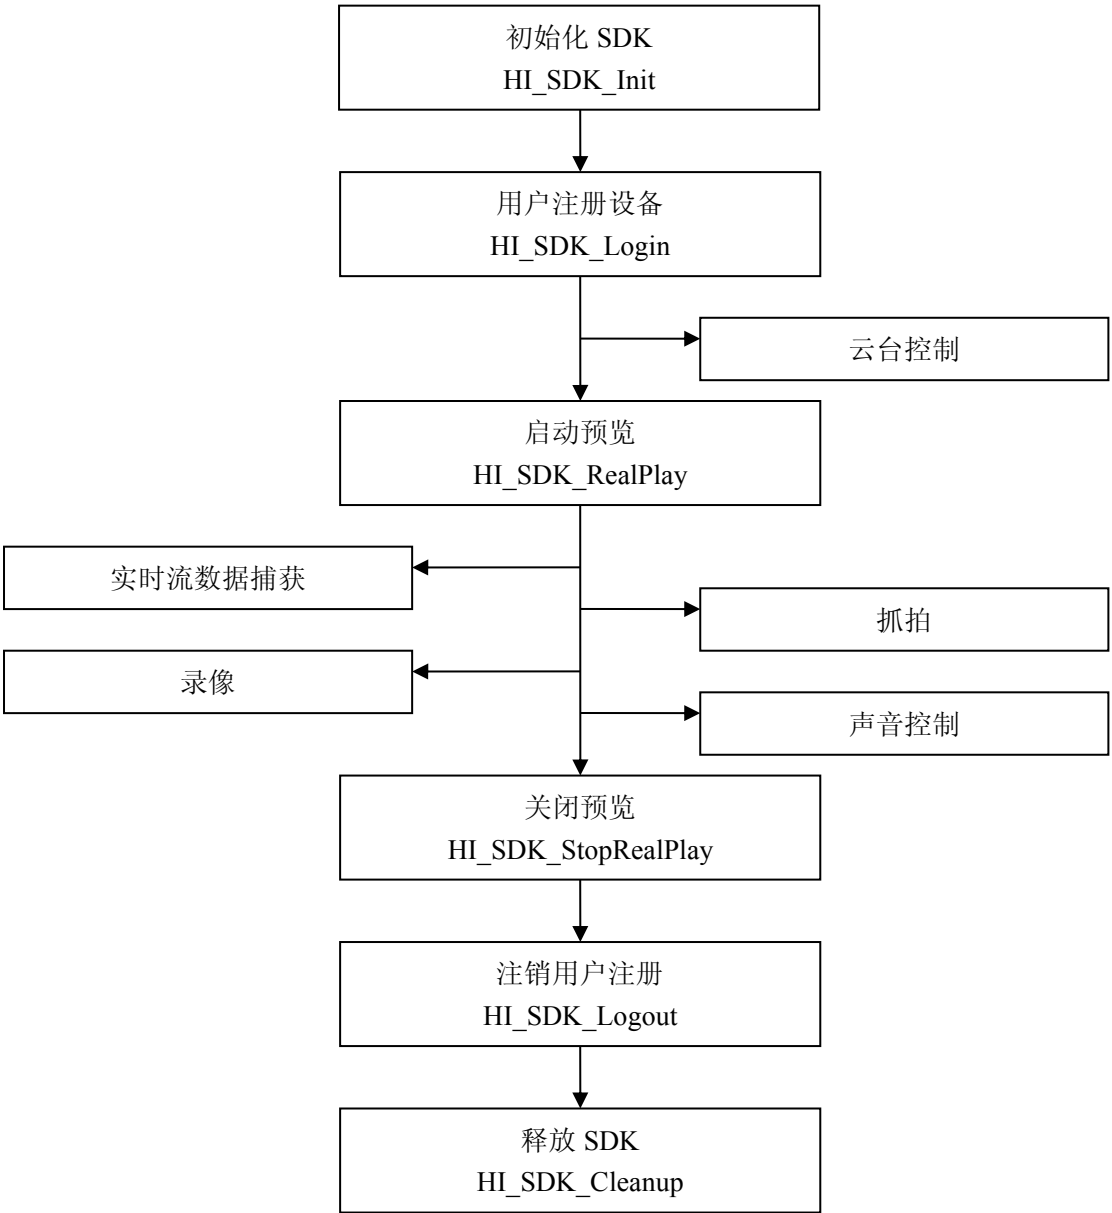 初始化 SDK
HI_SDK_Init
用户注册设备
HI_SDK_Login
云台控制
启动预览
HI_SDK_RealPlay
实时流数据捕获
抓拍
录像
声音控制
关闭预览
HI_SDK_StopRealPlay
注销用户注册
HI_SDK_Logout
释放 SDK
HI_SDK_Cleanup